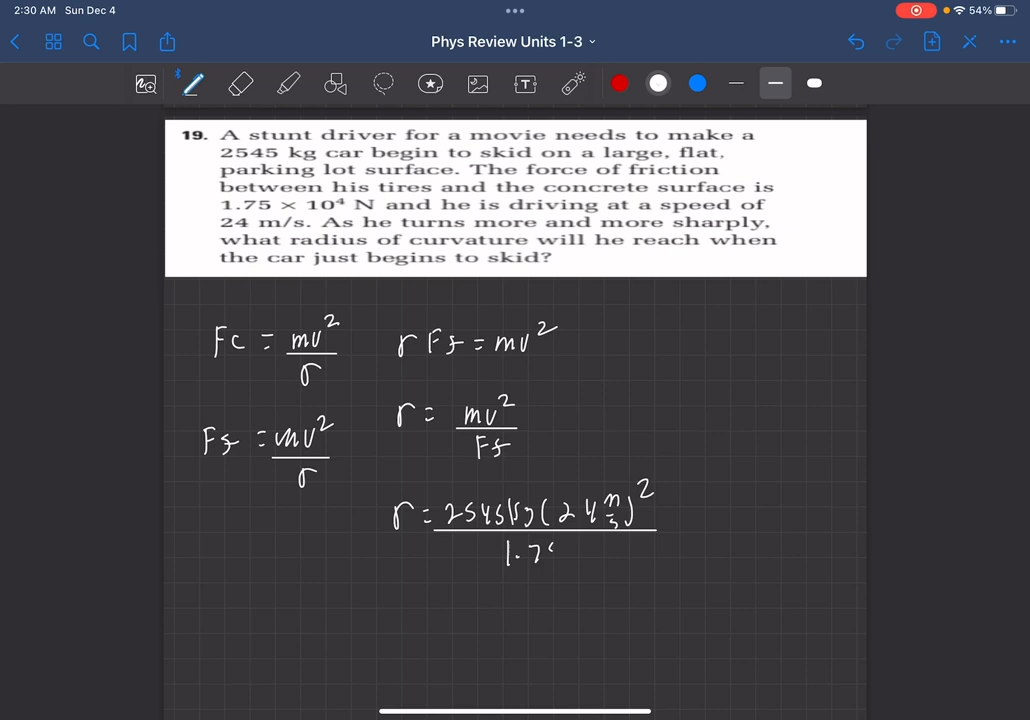 2:30 AM Sun Dec 4
54%
Phys Review Units 1-3
19. A stunt driver for a movie needs to make a
2545 kg car begin to skid on a large, flat,
parking lot surface. The force of friction
between his tires and the concrete surface is
1.75 × 10⁴ N and he is driving at a speed of
24 m/s. As he turns more and more sharply,
what radius of curvature will he reach when
the car just begins to skid?
Fc = mv²/r
r Ff = mv²
Ff = mv²/r
r = mv²/Ff
r = 2545kg(24 m/s)²/1.7